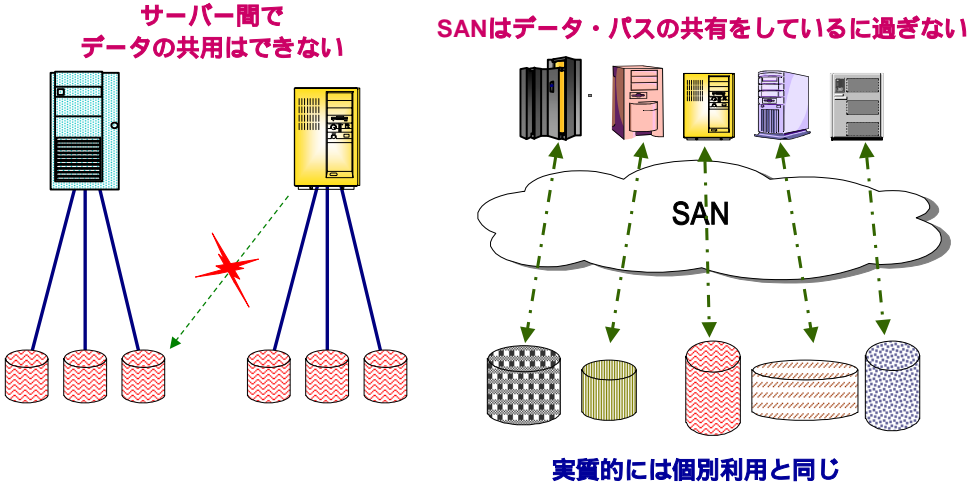 サーバー間で
データの共用はできない
SANはデータ・パスの共有をしているに過ぎない
SAN
実質的には個別利用と同じ